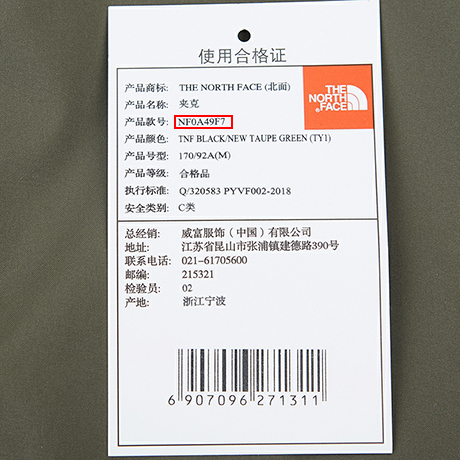 使用合格证
产品商标: THE NORTH FACE (北面)
产品名称: 夹克
产品款号: NF0A49F7
产品颜色: TNF BLACK/NEW TAUPE GREEN (TY1)
产品号型: 170/92A(M)
产品等级: 合格品
执行标准: Q/320583 PYVF002-2018
安全类别: C类
THE
NORTH
FACE
总经销: 威富服饰（中国）有限公司
地址: 江苏省昆山市张浦镇建德路390号
联系电话: 021-61705600
邮编: 215321
检验员: 02
产地: 浙江宁波
6 907096 271311